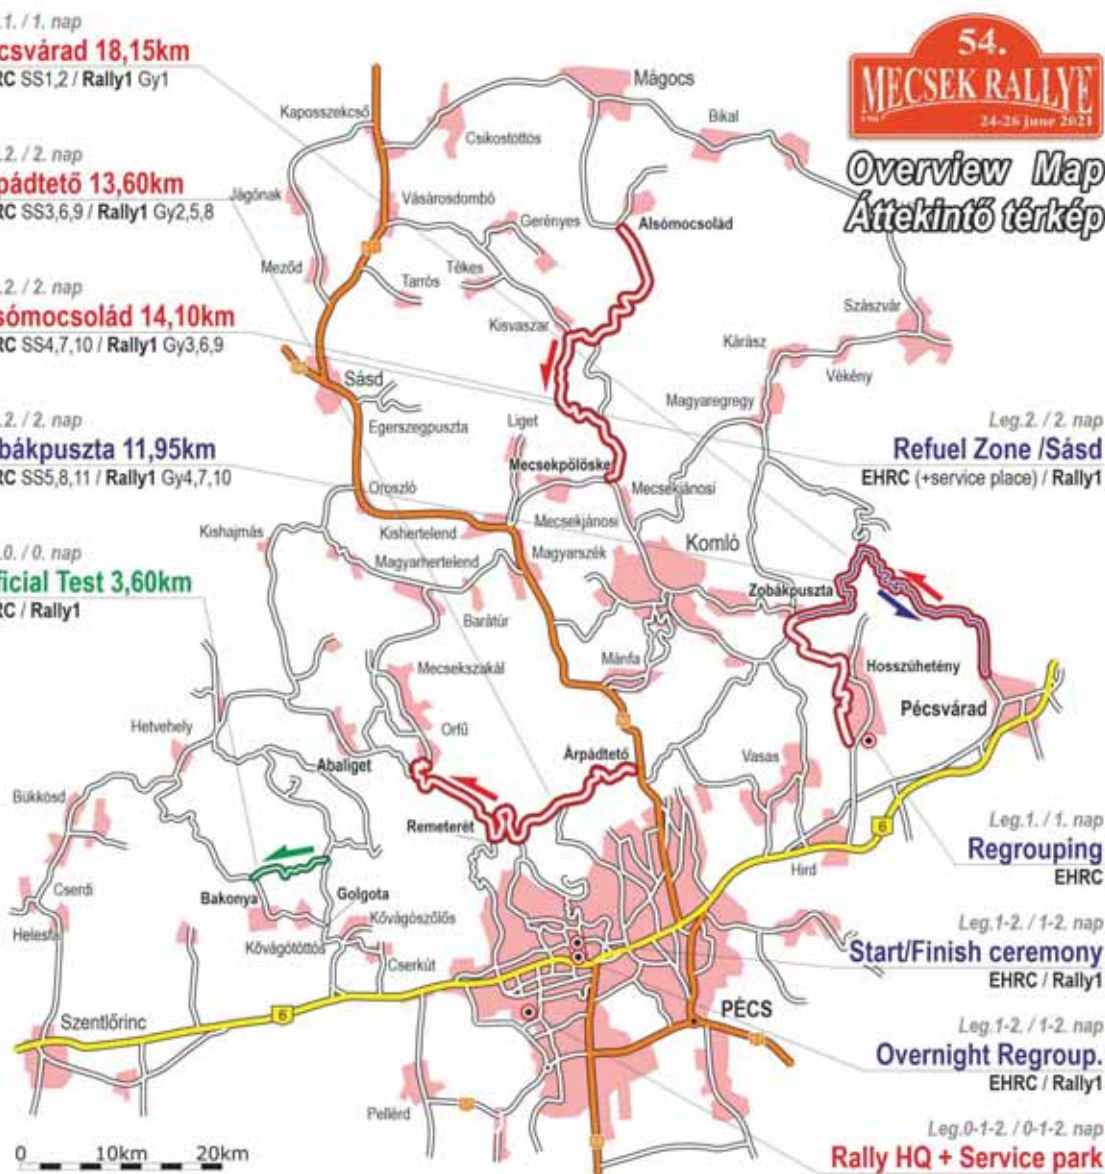 .1. / 1. nap
csvárad 18,15km
RC SS1,2 / Rally1 Gy1
.2. / 2. nap
pádtető 13,60km
RC SS3,6,9 / Rally1 Gy2,5,8
.2. / 2. nap
sómocsolád 14,10km
RC SS4,7,10 / Rally1 Gy3,6,9
.2. / 2. nap
bákpuszta 11,95km
RC SS5,8,11 / Rally1 Gy4,7,10
.0. / 0. nap
ficial Test 3,60km
RC / Rally1
54.
MECSEK RALLYE
1967
24-26 june 2021
Overview Map
Áttekintő térkép
Kaposszekcső
Csikostöttös
Mágocs
Bikal
Jágónak
Vásárosdombó
Gerényes
Alsómocsolád
Meződ
Tarrós
Tékes
Kisvaszar
Szászvár
Kárász
Vékény
Sásd
Magyaregregy
Egerszegpuszta
Liget
Mecsekpölöske
Oroszló
Mecsekjánosi
Kishajmás
Kishertelend
Mecsekjánosi
Komló
Magyarhertelend
Magyarszék
Zobákpuszta
Barátúr
Mecsekszakál
Mánfa
Hosszúhetény
Pécsvárad
Hetvehely
Orfű
Abaliget
Árpádtető
Vasas
Bükkösd
Remeterét
6
Hird
Cserdi
Bakonya
Golgota
Helesfa
Kővágószőlős
Kővágótöttös
Cserkút
Szentlőrinc
6
PÉCS
Pellérd
Leg.2. / 2. nap
Refuel Zone /Sásd
EHRC (+service place) / Rally1
Leg.1. / 1. nap
Regrouping
EHRC
Leg.1-2. / 1-2. nap
Start/Finish ceremony
EHRC / Rally1
Leg.1-2. / 1-2. nap
Overnight Regroup.
EHRC / Rally1
Leg.0-1-2. / 0-1-2. nap
Rally HQ + Service park
0 10km 20km